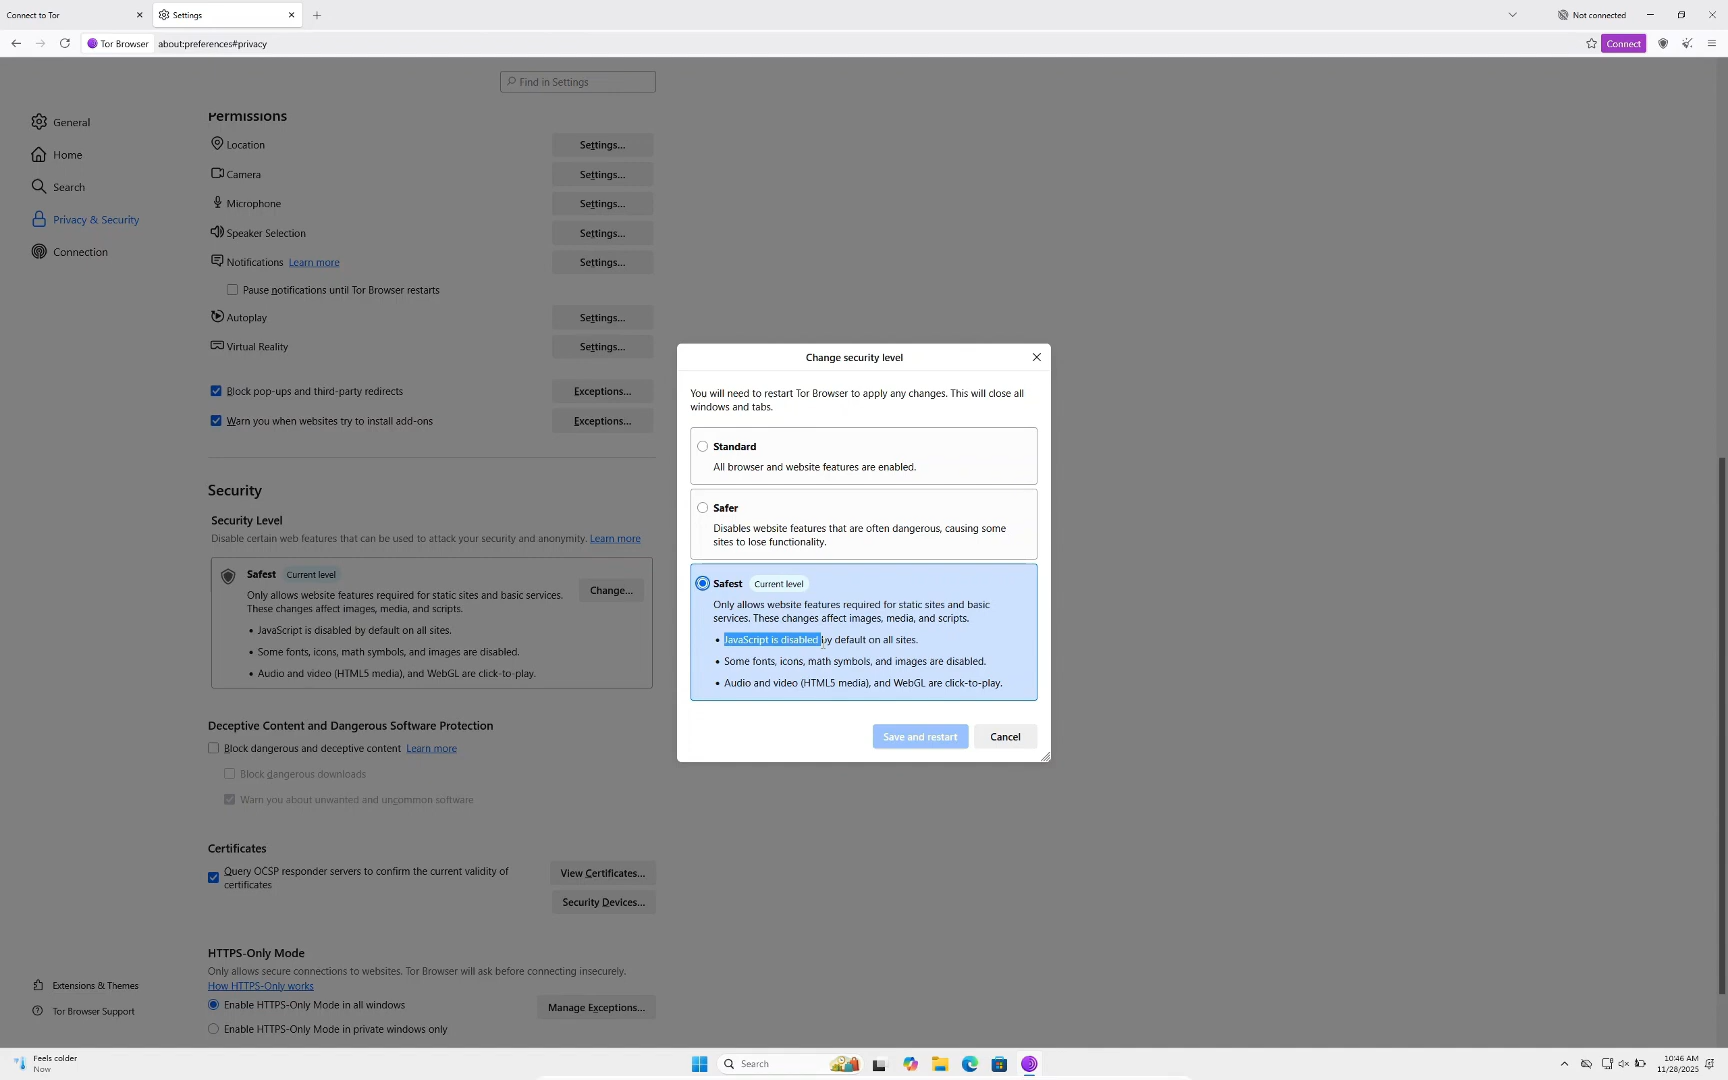 Connect to Tor
Settings
Not connected
Tor Browser
about:preferences#privacy
Connect
Find in Settings
General
Home
Search
Privacy & Security
Connection
Permissions
Location
Settings...
Camera
Settings...
Microphone
Settings...
Speaker Selection
Settings...
Notifications Learn more
Settings...
Pause notifications until Tor Browser restarts
Autoplay
Settings...
Virtual Reality
Settings...
Block pop-ups and third-party redirects
Exceptions...
Warn you when websites try to install add-ons
Exceptions...
Security
Security Level
Disable certain web features that can be used to attack your security and anonymity. Learn more
Safest Current level
Change...
Only allows website features required for static sites and basic services.
These changes affect images, media, and scripts.
• JavaScript is disabled by default on all sites.
• Some fonts, icons, math symbols, and images are disabled.
• Audio and video (HTML5 media), and WebGL are click-to-play.
Deceptive Content and Dangerous Software Protection
Block dangerous and deceptive content Learn more
Block dangerous downloads
Warn you about unwanted and uncommon software
Certificates
Query OCSP responder servers to confirm the current validity of
certificates
View Certificates...
Security Devices...
HTTPS-Only Mode
Only allows secure connections to websites. Tor Browser will ask before connecting insecurely.
How HTTPS-Only works
Enable HTTPS-Only Mode in all windows
Manage Exceptions...
Enable HTTPS-Only Mode in private windows only
Extensions & Themes
Tor Browser Support
Change security level
You will need to restart Tor Browser to apply any changes. This will close all
windows and tabs.
Standard
All browser and website features are enabled.
Safer
Disables website features that are often dangerous, causing some
sites to lose functionality.
Safest Current level
Only allows website features required for static sites and basic
services. These changes affect images, media, and scripts.
• JavaScript is disabled by default on all sites.
• Some fonts, icons, math symbols, and images are disabled.
• Audio and video (HTML5 media), and WebGL are click-to-play.
Save and restart
Cancel
Feels colder
Now
Search
10:46 AM
11/28/2025